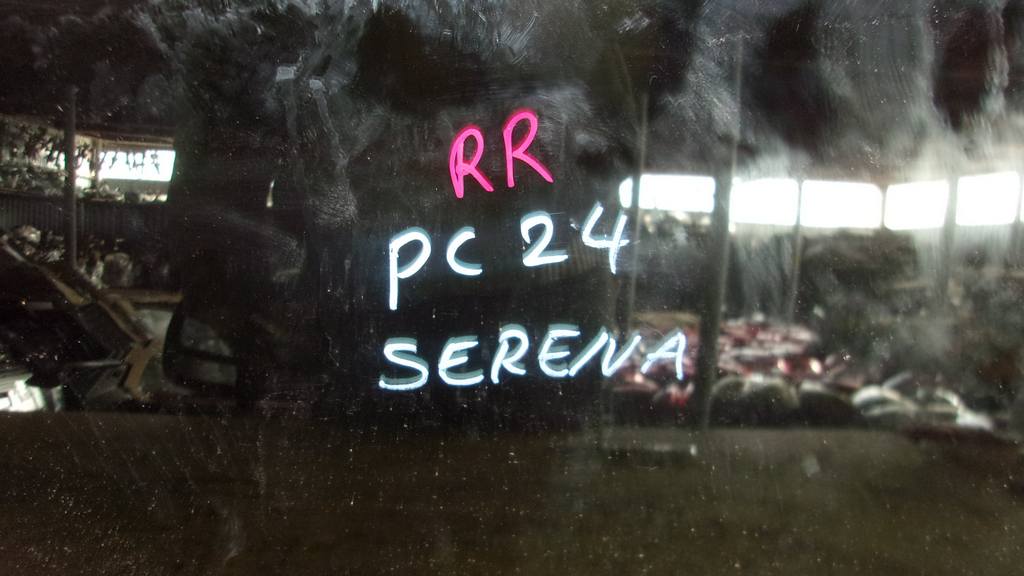 RR
PC 24
SERENA